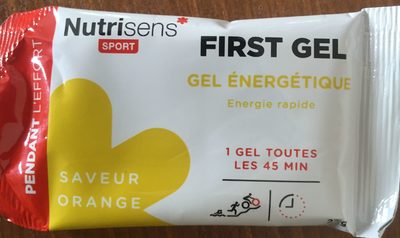 Nutrisens
SPORT
PENDANT L'EFFORT
FIRST GEL
GEL ÉNERGÉTIQUE
Energie rapide
1 GEL TOUTES
LES 45 MIN
SAVEUR
ORANGE